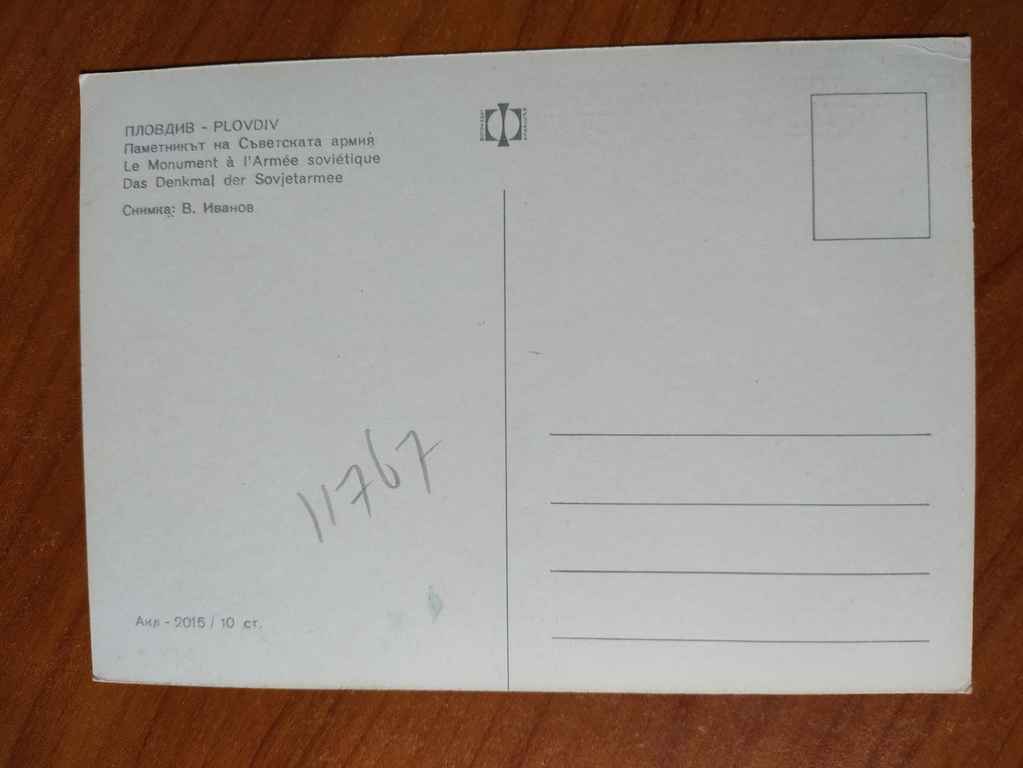 ПЛОВДИВ - PLOVDIV
Паметникът на Съветската армия
Le Monument à l'Armée soviétique
Das Denkmal der Sovjetarmee
Снимка: В. Иванов
11767
Акл - 2015 / 10 ст.